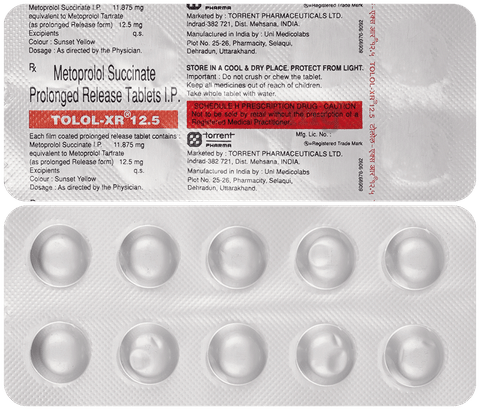 Metoprolol Succinate I.P. 11.875 mg
equivalent to Metoprolol Tartrate
(as prolonged Release form) 12.5 mg
Excipients q.s.
Colour : Sunset Yellow
Dosage : As directed by the Physician.
PHARMA
®=Registered Trade Mark
Marketed by : TORRENT PHARMACEUTICALS LTD.
Indrad-382 721, Dist. Mehsana, INDIA.
Manufactured in India by : Uni Medicolabs
Plot No. 25-26, Pharmacity, Selaqui,
Dehradun, Uttarakhand.
Rx Metoprolol Succinate
Prolonged Release Tablets I.P.
TOLOL-XR® 12.5
STORE IN A COOL & DRY PLACE. PROTECT FROM LIGHT.
Important : Do not crush or chew the tablet.
Keep all medicines out of reach of children.
Take whole tablet with water.
SCHEDULE H PRESCRIPTION DRUG - CAUTION
Not to be sold by retail without the prescription of a
Registered Medical Practitioner.
Each film coated prolonged release tablet contains :
Metoprolol Succinate I.P. 11.875 mg
equivalent to Metoprolol Tartrate
(as prolonged Release form) 12.5 mg
Excipients q.s.
Colour : Sunset Yellow
Dosage : As directed by the Physician.
torrent
PHARMA
Mfg. Lic. No. :
®=Registered Trade Mark
Marketed by : TORRENT PHARMACEUTICALS LTD.
Indrad-382 721, Dist. Mehsana, INDIA.
Manufactured in India by : Uni Medicolabs
Plot No. 25-26, Pharmacity, Selaqui,
Dehradun, Uttarakhand.
TOLOL-XR® 12.5